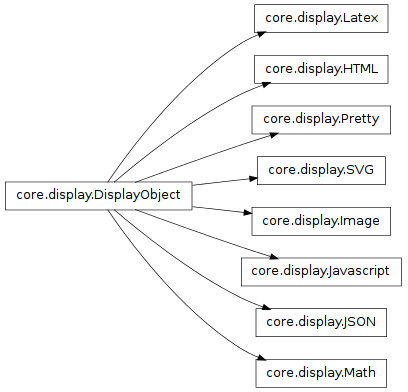 core.display.Latex
core.display.HTML
core.display.Pretty
core.display.SVG
core.display.DisplayObject
core.display.Image
core.display.Javascript
core.display.JSON
core.display.Math